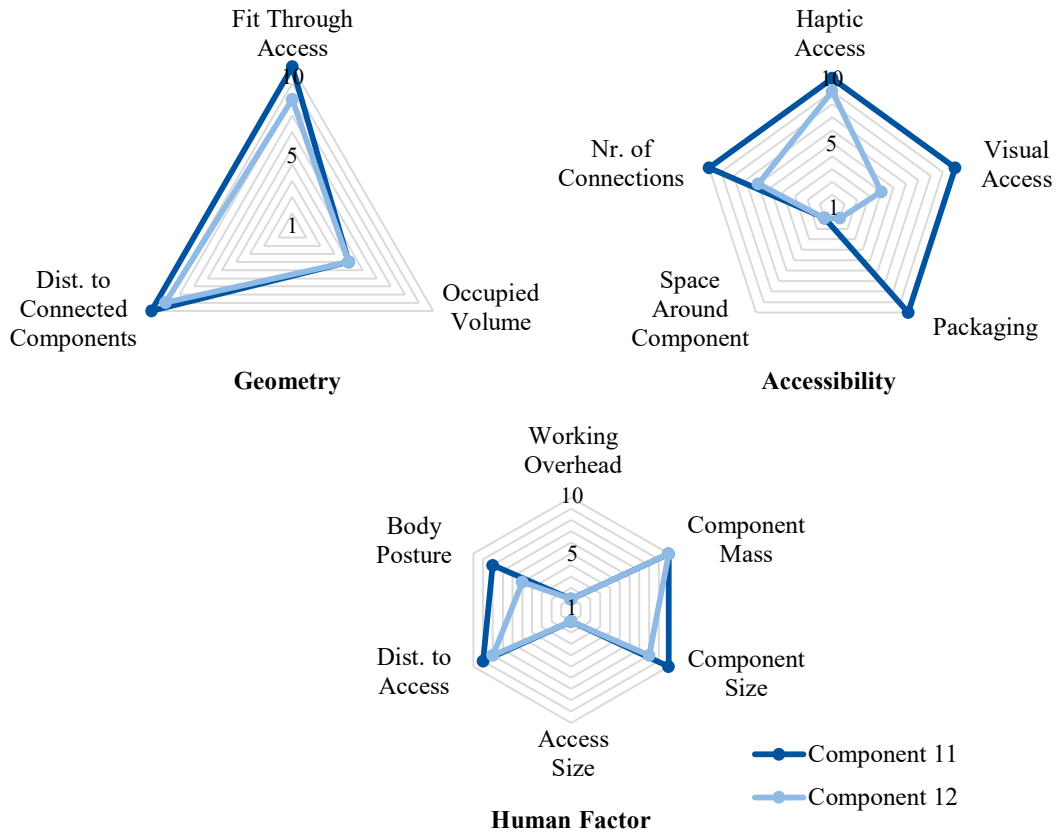 Fit Through
Access
10
5
1
Dist. to
Connected
Components
Occupied
Volume
Geometry
Haptic
Access
10
5
1
Nr. of
Connections
Visual
Access
Space
Around
Component
Packaging
Accessibility
Working
Overhead
10
5
1
Body
Posture
Component
Mass
Dist. to
Access
Component
Size
Access
Size
Human Factor
Component 11
Component 12